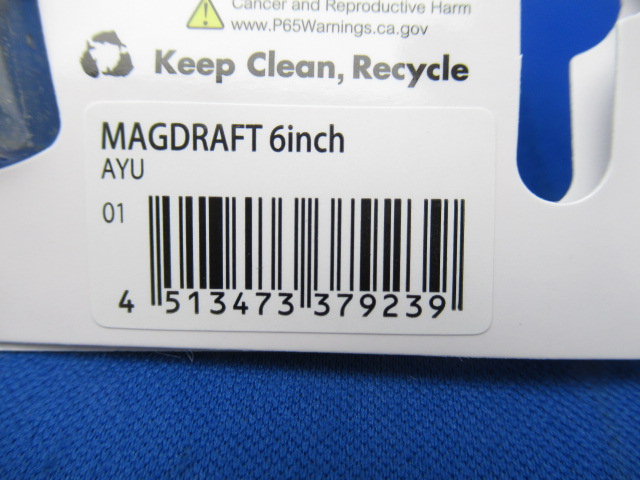 Cancer and Reproductive Harm
www.P65Warnings.ca.gov
Keep Clean, Recycle
MAGDRAFT 6inch
AYU
01
4 513473 379239